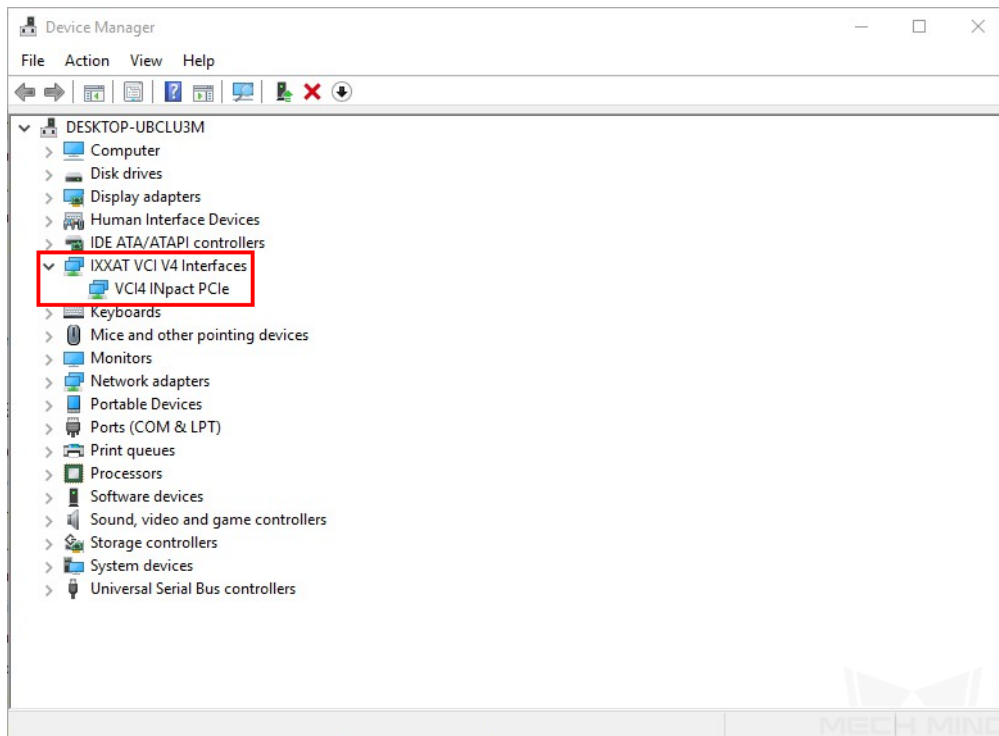 Device Manager
File Action View Help
DESKTOP-UBCLU3M
Computer
Disk drives
Display adapters
Human Interface Devices
IDE ATA/ATAPI controllers
IXXAT VCI V4 Interfaces
VCI4 INpact PCIe
Keyboards
Mice and other pointing devices
Monitors
Network adapters
Portable Devices
Ports (COM & LPT)
Print queues
Processors
Software devices
Sound, video and game controllers
Storage controllers
System devices
Universal Serial Bus controllers
MECH MIND